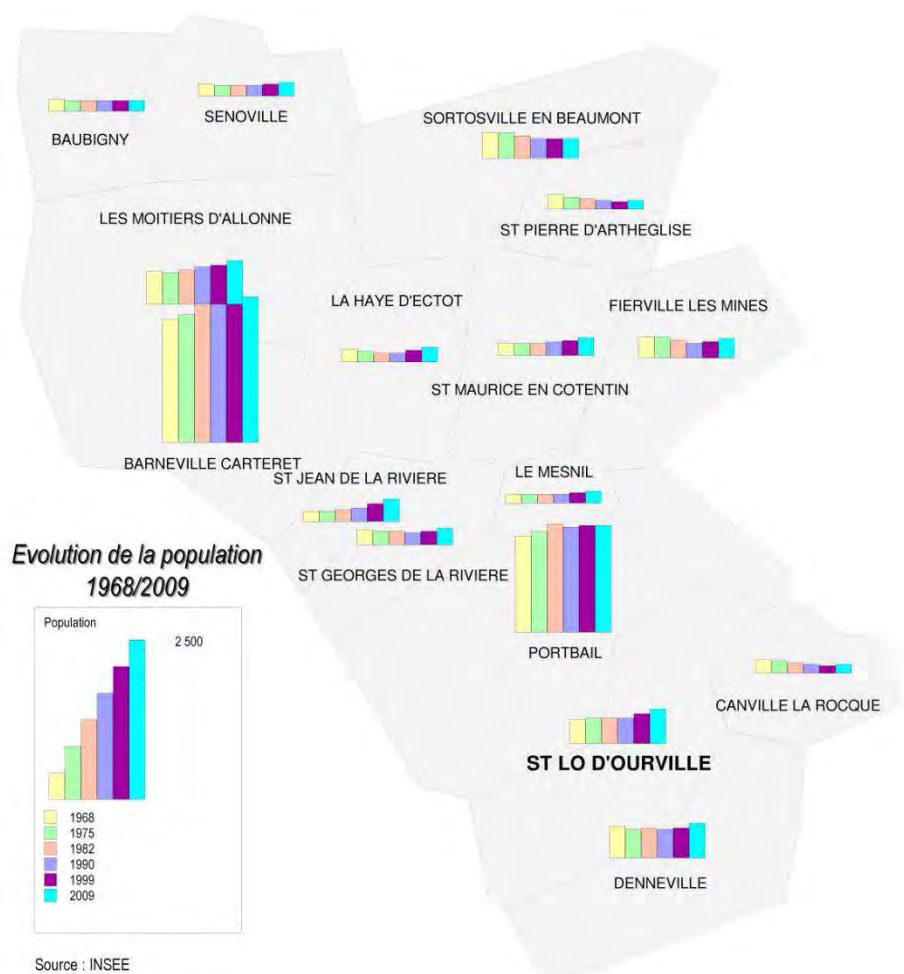 SENOVILLE
BAUBIGNY
SORTOSVILLE EN BEAUMONT
LES MOITIERS D'ALLONNE
ST PIERRE D'ARTHEGLISE
LA HAYE D'ECTOT
FIERVILLE LES MINES
ST MAURICE EN COTENTIN
BARNEVILLE CARTERET
ST JEAN DE LA RIVIERE
LE MESNIL
ST GEORGES DE LA RIVIERE
PORTBAIL
CANVILLE LA ROCQUE
ST LO D'OURVILLE
DENNEVILLE
Evolution de la population
1968/2009
Population
2 500
1968
1975
1982
1990
1999
2009
Source : INSEE